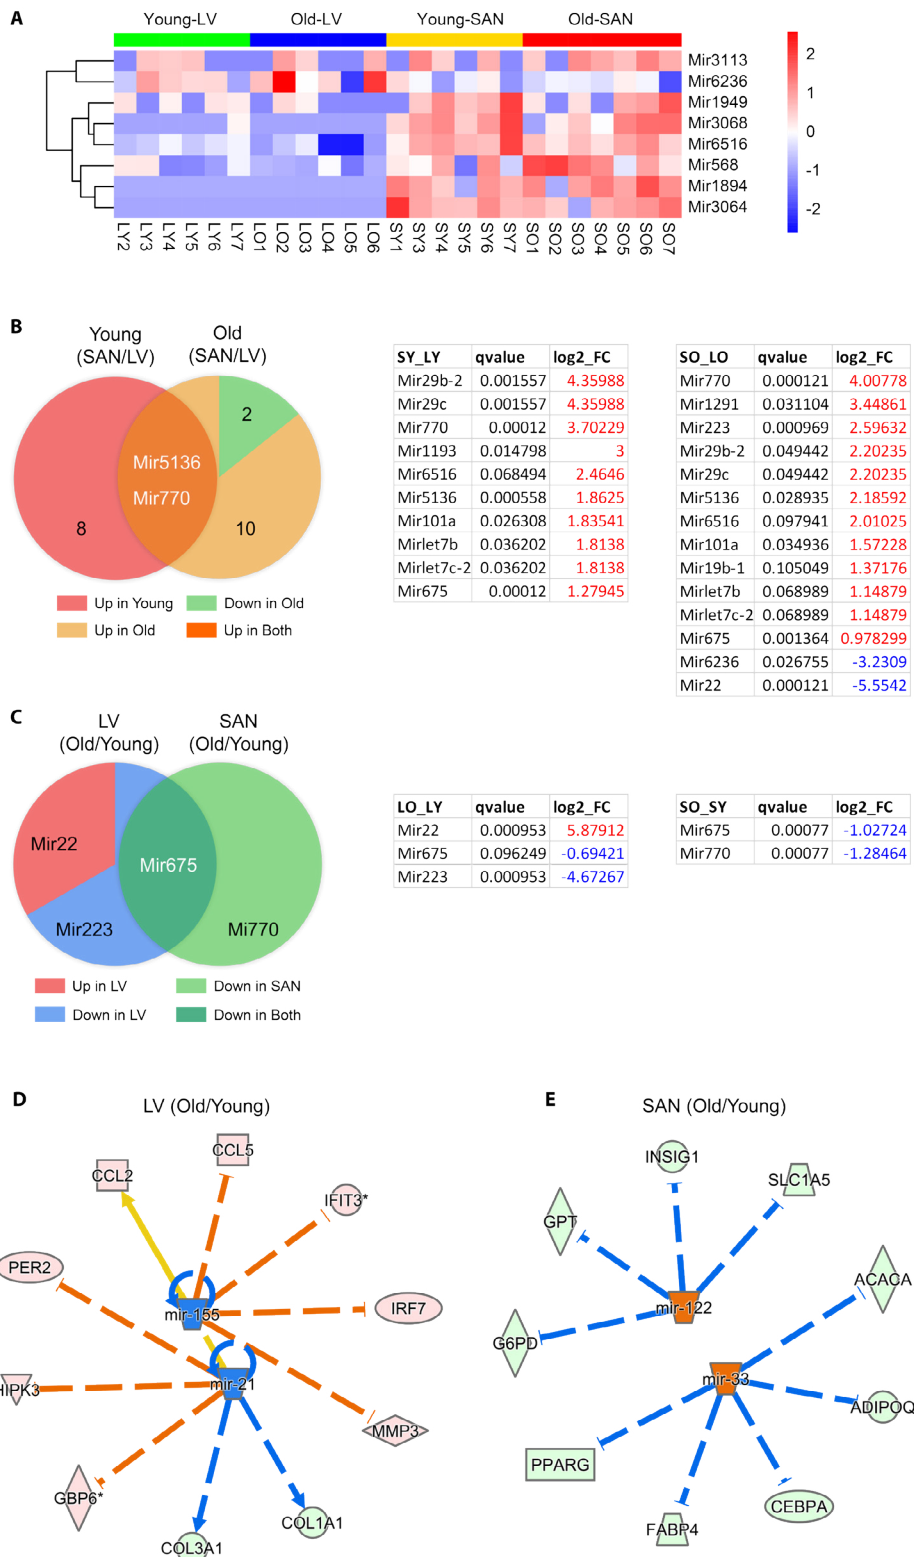 A
Young-LV Old-LV Young-SAN Old-SAN
Mir3113
Mir6236
Mir1949
Mir3068
Mir6516
Mir568
Mir1894
Mir3064
2
1
0
-1
-2
LY2 LY3 LY4 LY5 LY6 LY7 LO1 LO2 LO3 LO4 LO5 LO6 SY1 SY3 SY4 SY5 SY6 SY7 SO1 SO2 SO3 SO4 SO5 SO6 SO7
B
Young
(SAN/LV)
Old
(SAN/LV)
2
Mir5136
Mir770
8
10
Up in Young
Down in Old
Up in Old
Up in Both
SY_LY qvalue log2_FC
Mir29b-2 0.001557 4.35988
Mir29c 0.001557 4.35988
Mir770 0.00012 3.70229
Mir1193 0.014798 3
Mir6516 0.068494 2.4646
Mir5136 0.000558 1.8625
Mir101a 0.026308 1.83541
Mirlet7b 0.036202 1.8138
Mirlet7c-2 0.036202 1.8138
Mir675 0.00012 1.27945
SO_LO qvalue log2_FC
Mir770 0.000121 4.00778
Mir1291 0.031104 3.44861
Mir223 0.000969 2.59632
Mir29b-2 0.049442 2.20235
Mir29c 0.049442 2.20235
Mir5136 0.028935 2.18592
Mir6516 0.097941 2.01025
Mir101a 0.034936 1.57228
Mir19b-1 0.105049 1.37176
Mirlet7b 0.068989 1.14879
Mirlet7c-2 0.068989 1.14879
Mir675 0.001364 0.978299
Mir6236 0.026755 -3.2309
Mir22 0.000121 -5.5542
C
LV
(Old/Young)
SAN
(Old/Young)
Mir22
Mir675
Mir223
Mi770
Up in LV
Down in SAN
Down in LV
Down in Both
LO_LY qvalue log2_FC
Mir22 0.000953 5.87912
Mir675 0.096249 -0.69421
Mir223 0.000953 -4.67267
SO_SY qvalue log2_FC
Mir675 0.00077 -1.02724
Mir770 0.00077 -1.28464
D
LV (Old/Young)
CCL5
CCL2
IFIT3*
PER2
mir-155
IRF7
mir-21
HIPK3
MMP3
GBP6*
COL1A1
COL3A1
E
SAN (Old/Young)
INSIG1
SLC1A5
GPT
ACACA
mir-122
G6PD
mir-33
ADIPOQ
PPARG
CEBPA
FABP4